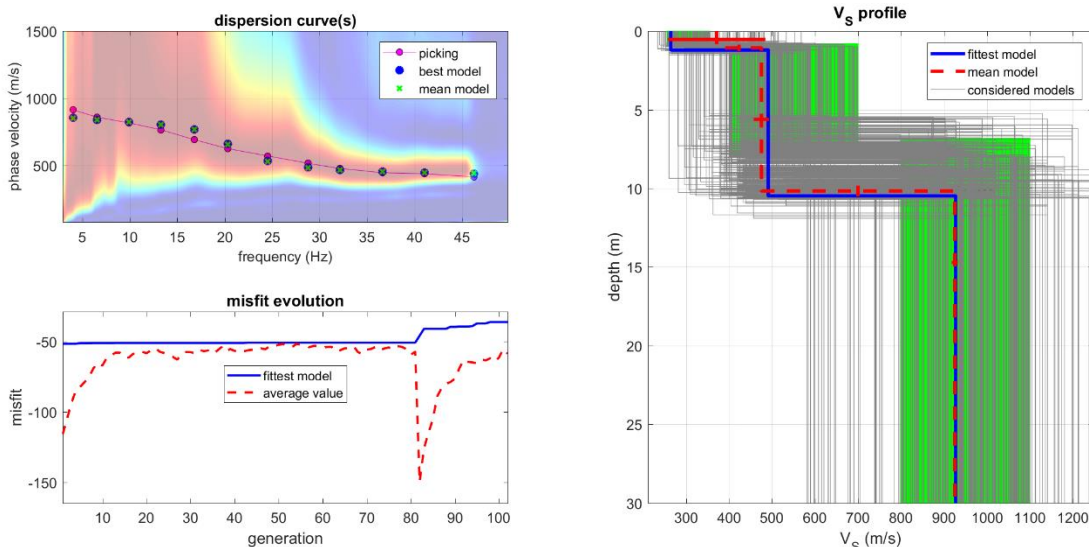 dispersion curve(s)
1500
1000
500
phase velocity (m/s)
picking
best model
mean model
5 10 15 20 25 30 35 40 45
frequency (Hz)
misfit evolution
-50
-100
-150
misfit
fittest model
average value
10 20 30 40 50 60 70 80 90 100
generation
V_S profile
0
5
10
15
20
25
30
depth (m)
fittest model
mean model
considered models
300 400 500 600 700 800 900 1000 1100 1200
V_S (m/s)